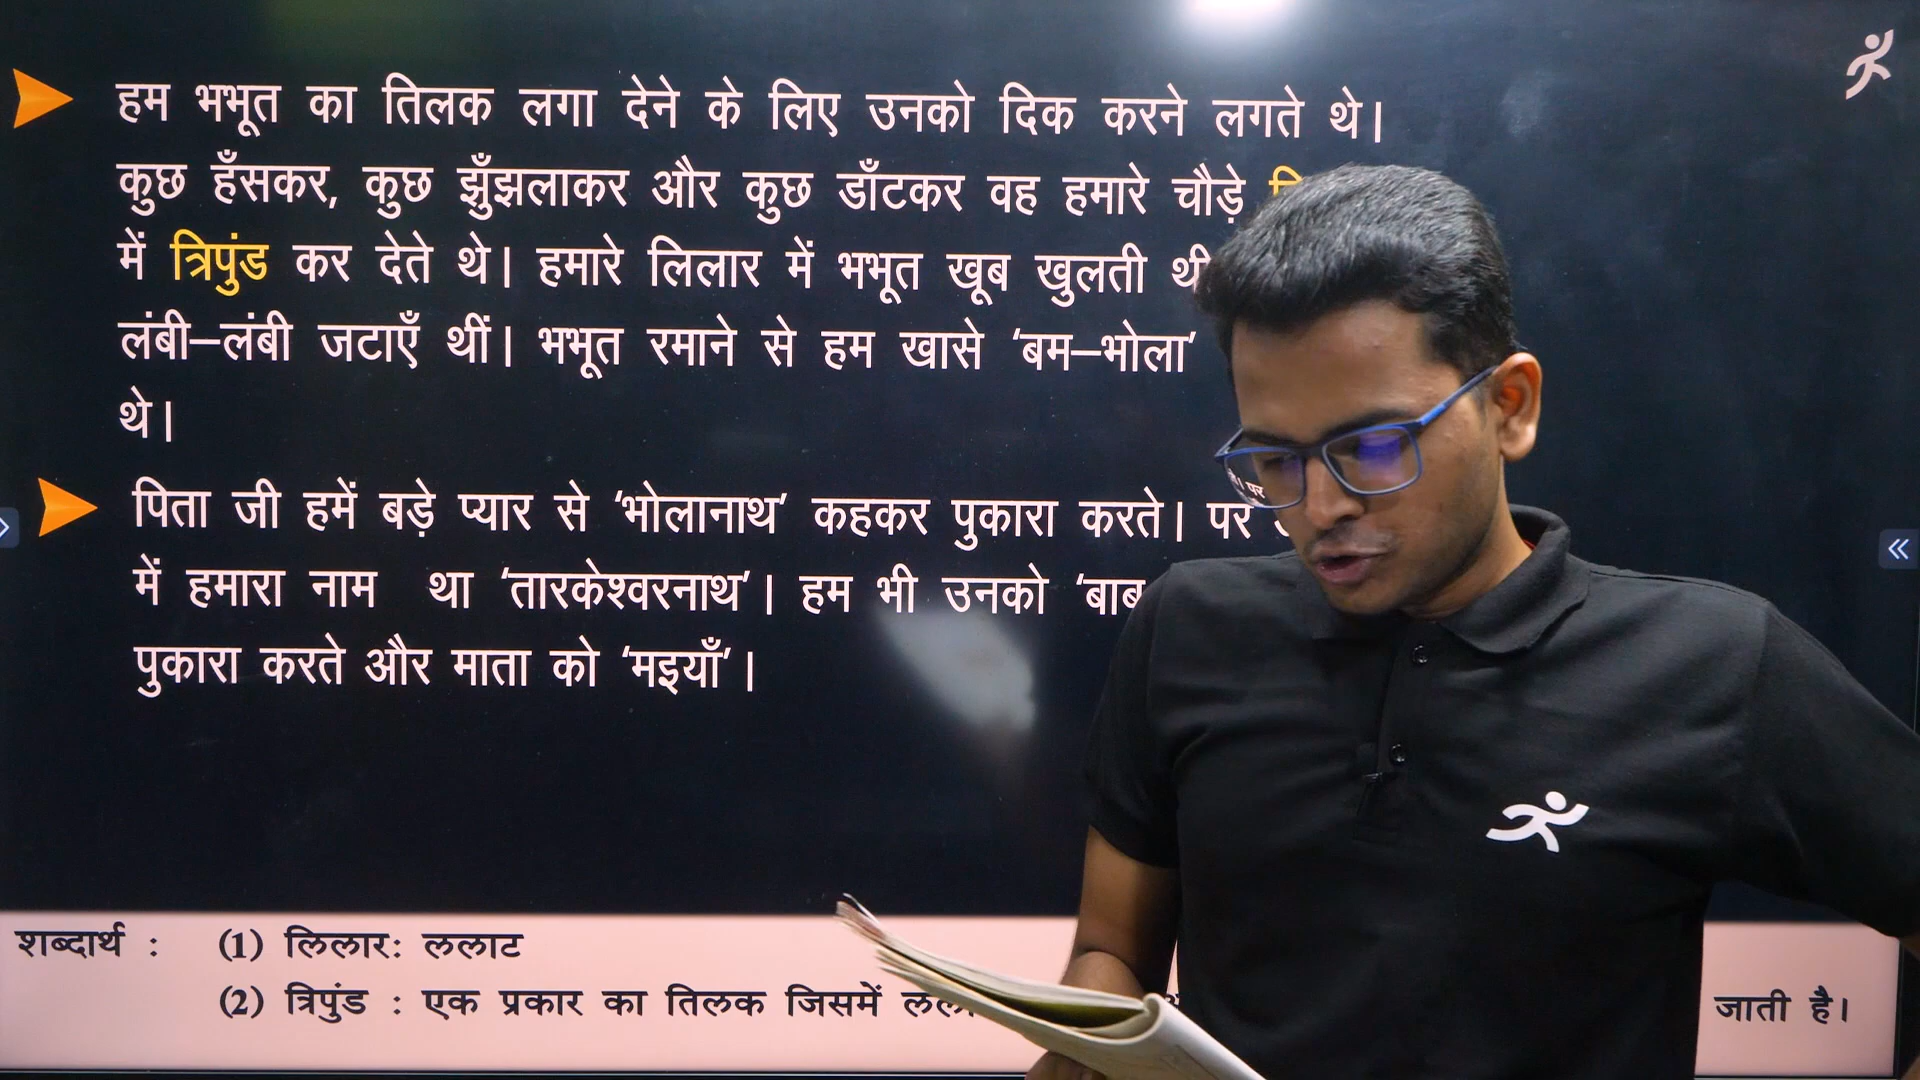 हम भभूत का तिलक लगा देने के लिए उनको दिक करने लगते थे।
कुछ हँसकर, कुछ झुँझलाकर और कुछ डाँटकर वह हमारे चौड़े
में त्रिपुंड कर देते थे। हमारे लिलार में भभूत खूब खुलती थी
लंबी–लंबी जटाएँ थीं। भभूत रमाने से हम खासे ‘बम–भोला’
थे।
पिता जी हमें बड़े प्यार से ‘भोलानाथ’ कहकर पुकारा करते। पर
में हमारा नाम था ‘तारकेश्वरनाथ’। हम भी उनको
पुकारा करते और माता को ‘मइयाँ’।
शब्दार्थ : (1) लिलार: ललाट
(2) त्रिपुंड : एक प्रकार का तिलक जिसमें जाती है।